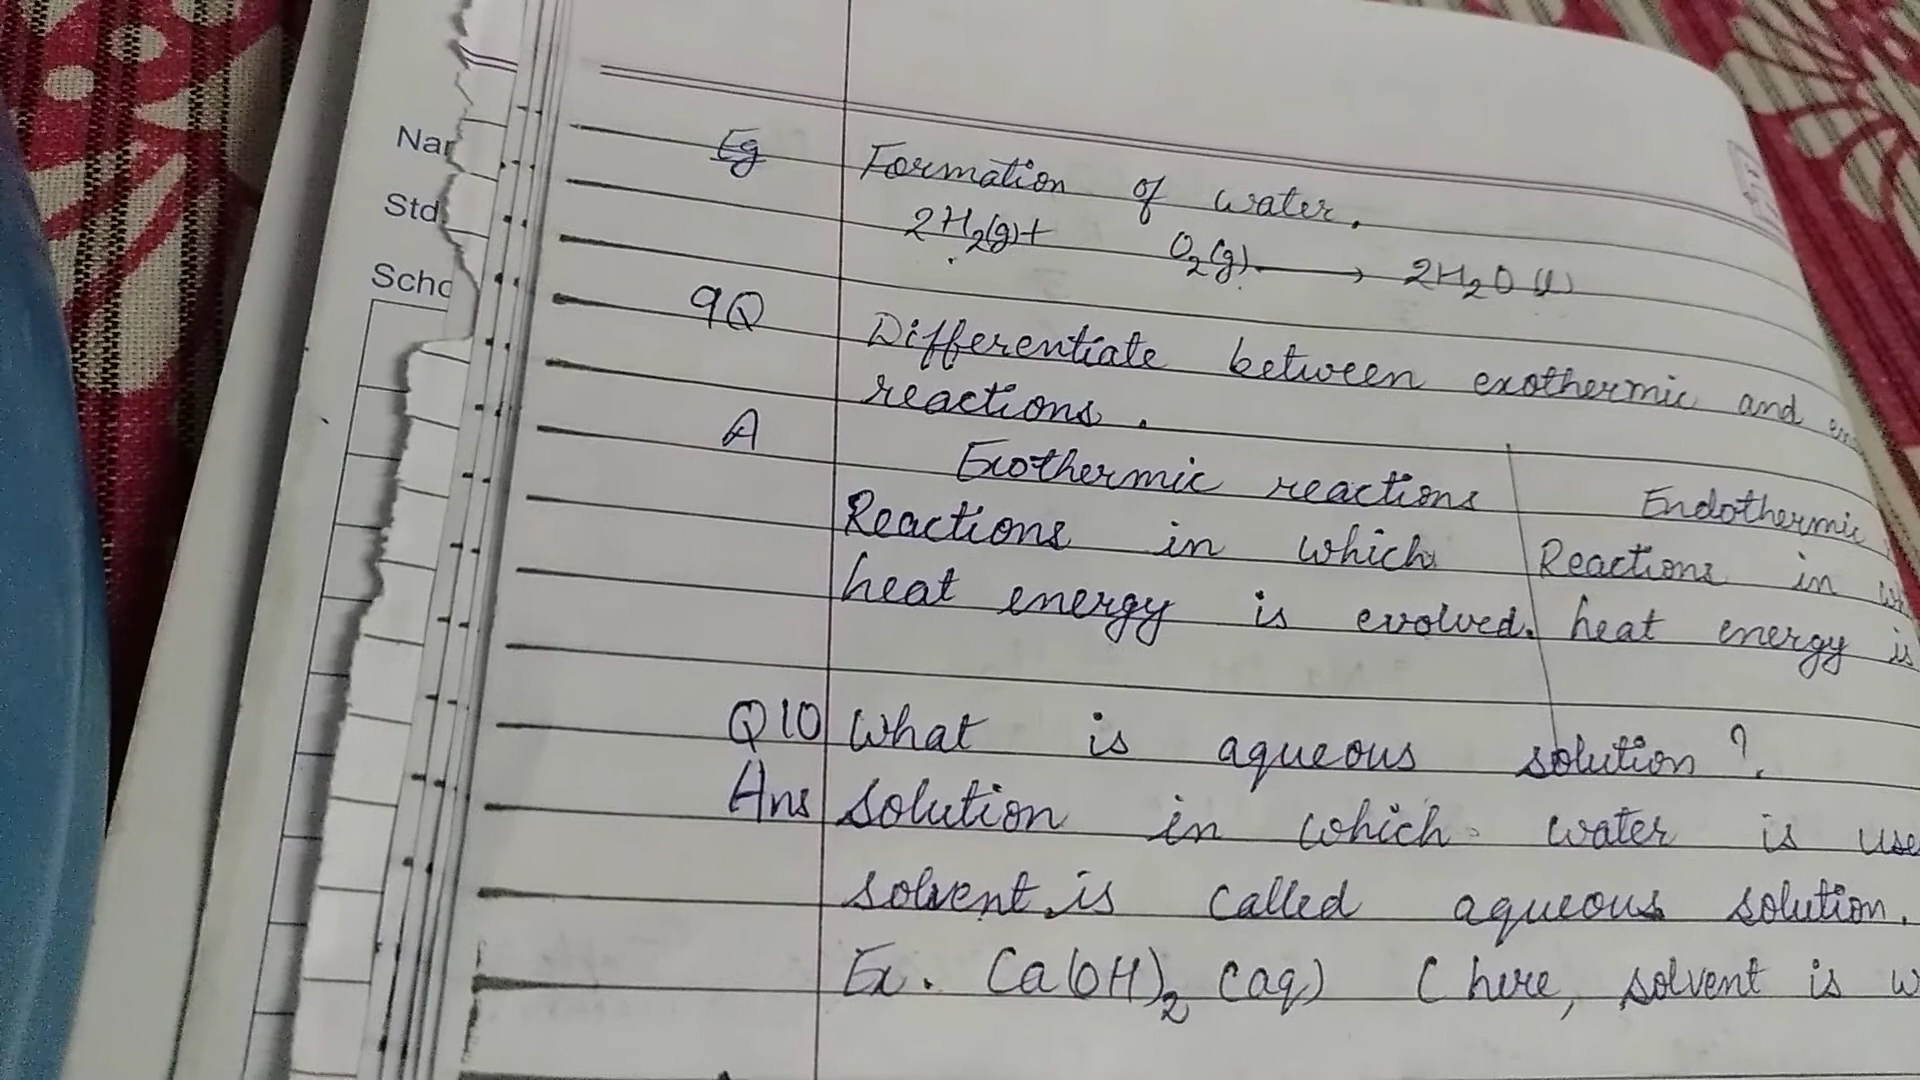 Nar
Std
Scho
Eg Formation of water.
2H₂(g)+ O₂(g) ⟶ 2H₂O (l)
9Q Differentiate between exothermic and
reactions.
A Exothermic reactions Endothermic
Reactions in which Reactions in wh
heat energy is evolved. heat energy is
Q10 What is aqueous solution ?
Ans Solution in which water is use
solvent is called aqueous solution.
Ex. Ca(OH)₂ (aq) ( here, solvent is w